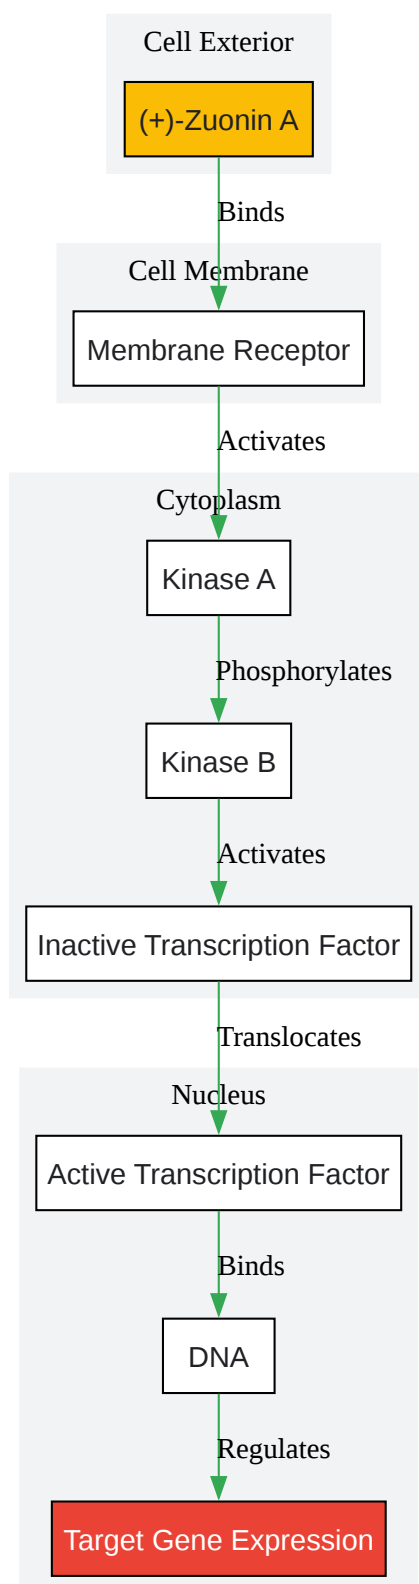 Cell Exterior
(+)-Zuonin A
Binds
Cell Membrane
Membrane Receptor
Activates
Cytoplasm
Kinase A
Phosphorylates
Kinase B
Activates
Inactive Transcription Factor
Translocates
Nucleus
Active Transcription Factor
Binds
DNA
Regulates
Target Gene Expression